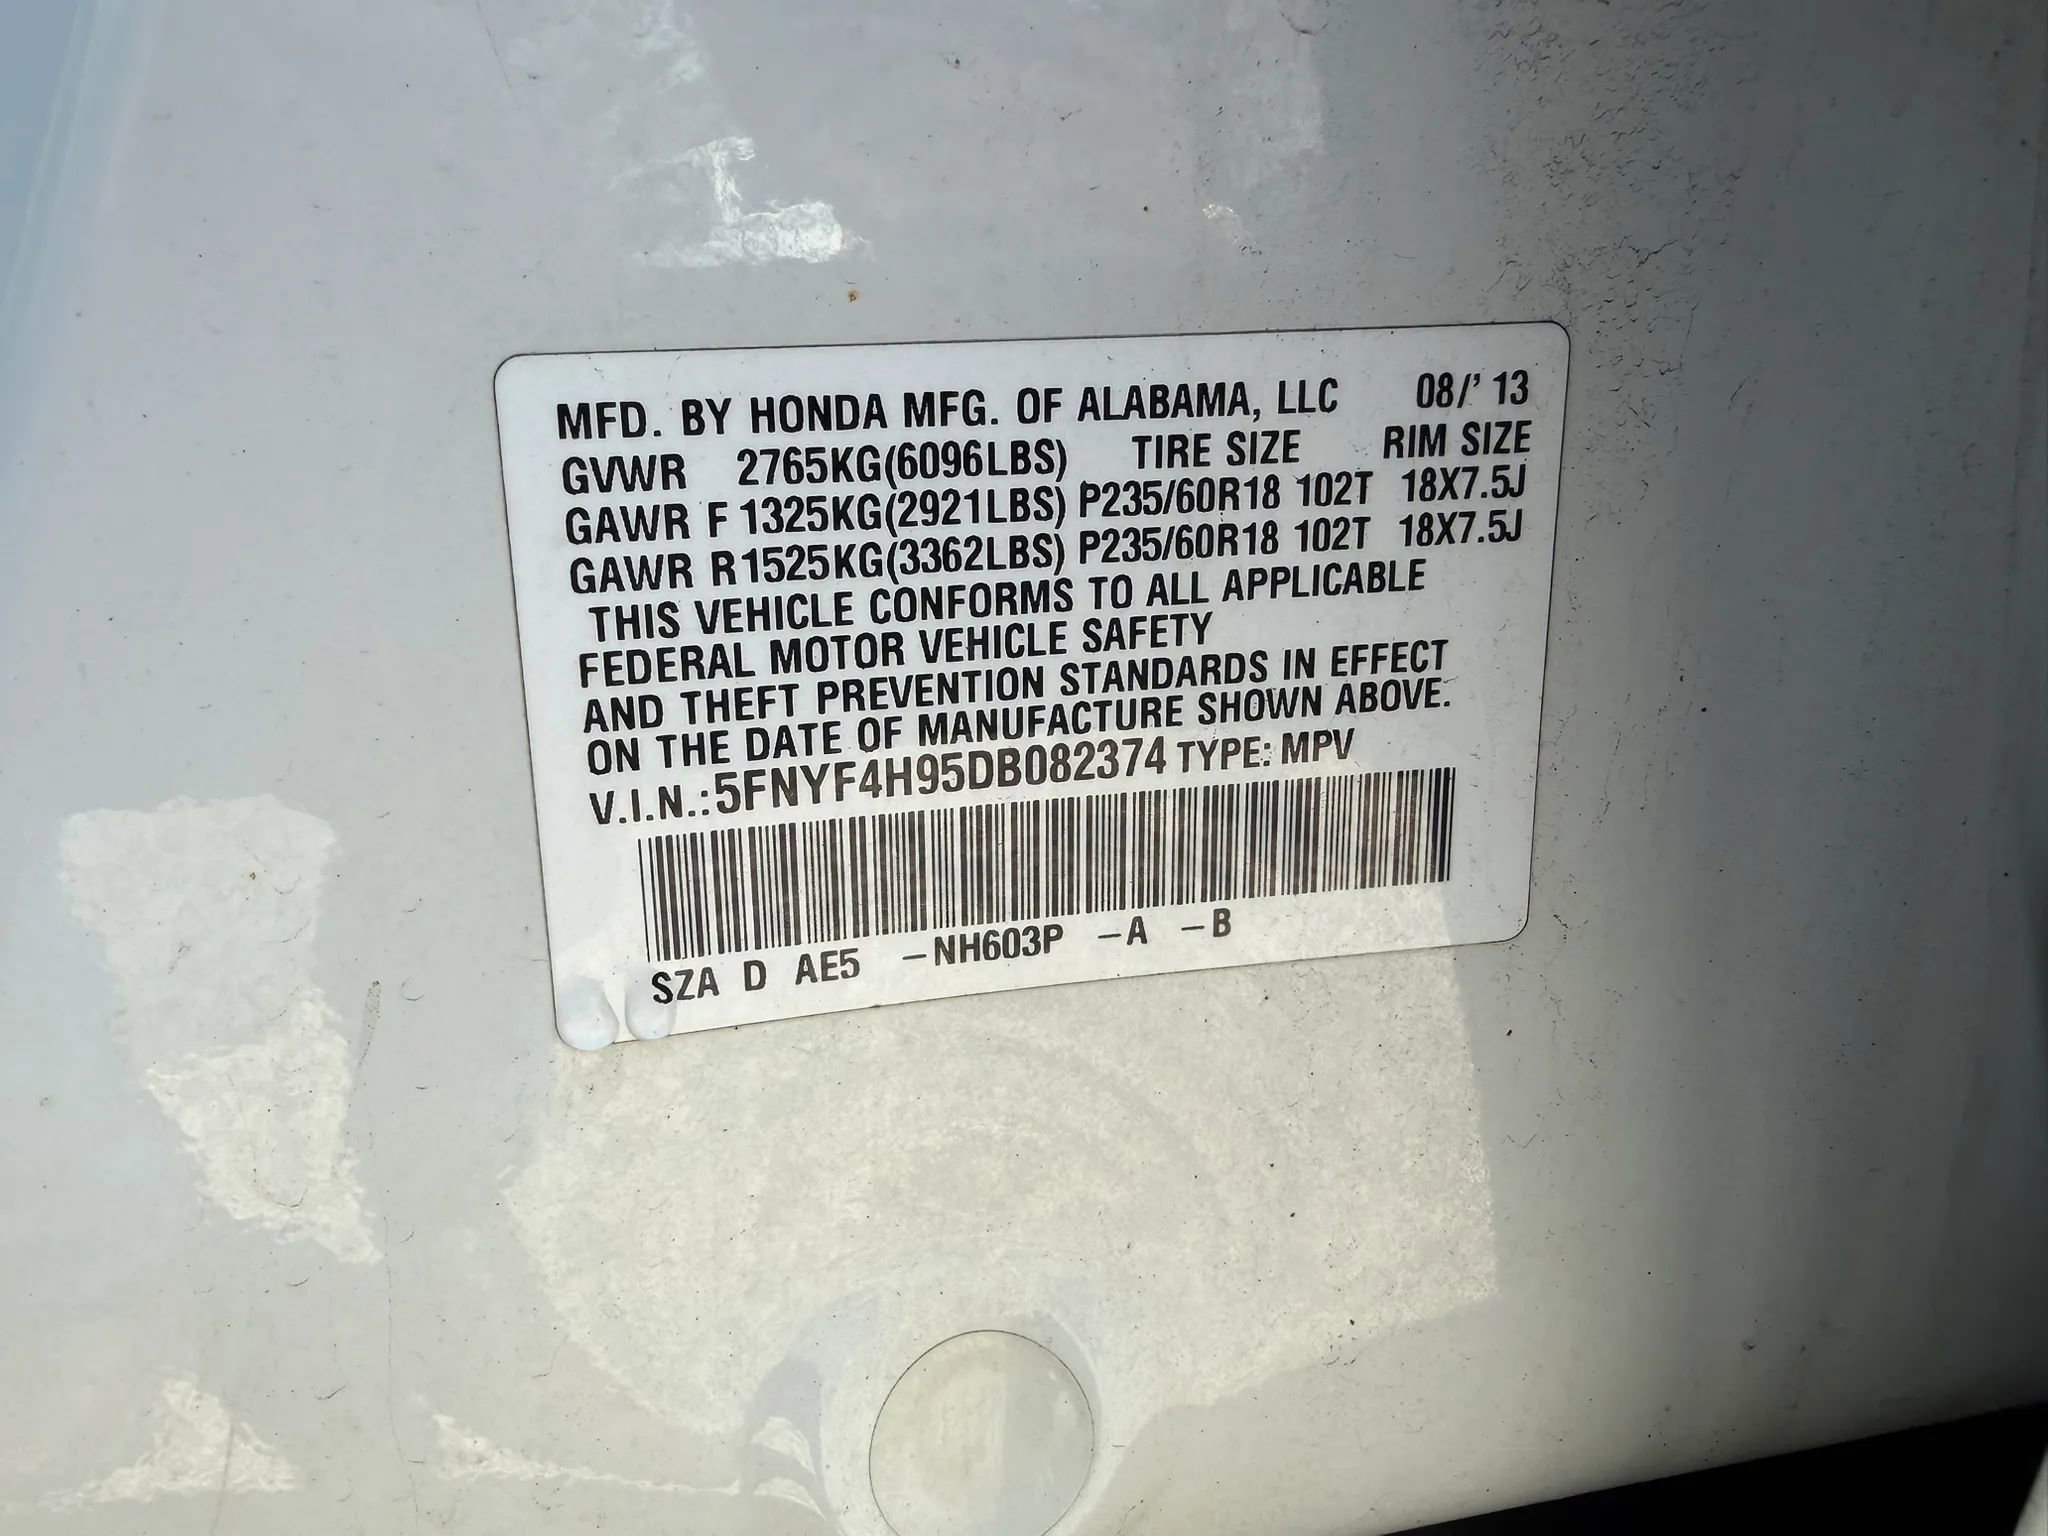 MFD. BY HONDA MFG. OF ALABAMA, LLC 08/' 13
GVWR 2765KG(6096LBS) TIRE SIZE RIM SIZE
GAWR F 1325KG(2921LBS) P235/60R18 102T 18X7.5J
GAWR R 1525KG(3362LBS) P235/60R18 102T 18X7.5J
THIS VEHICLE CONFORMS TO ALL APPLICABLE
FEDERAL MOTOR VEHICLE SAFETY
AND THEFT PREVENTION STANDARDS IN EFFECT
ON THE DATE OF MANUFACTURE SHOWN ABOVE.
V.I.N.: 5FNYF4H95DB082374 TYPE: MPV
SZA D AE5 -NH603P -A -B